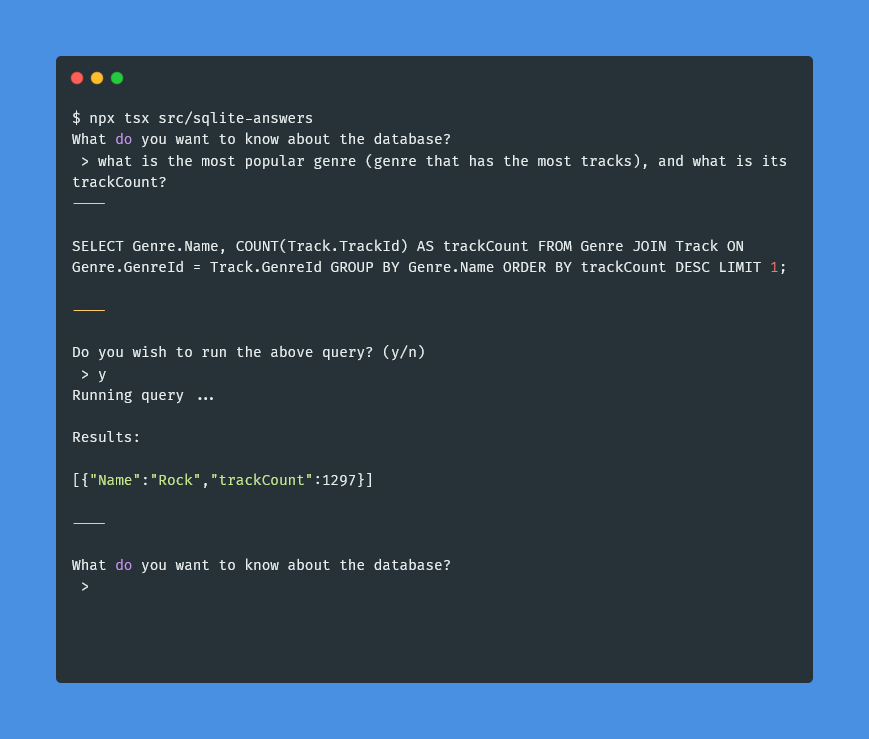 $ npx tsx src/sqlite-answers
What do you want to know about the database?
> what is the most popular genre (genre that has the most tracks), and what is its
trackCount?
----
SELECT Genre.Name, COUNT(Track.TrackId) AS trackCount FROM Genre JOIN Track ON
Genre.GenreId = Track.GenreId GROUP BY Genre.Name ORDER BY trackCount DESC LIMIT 1;
----
Do you wish to run the above query? (y/n)
> y
Running query ...
Results:
[{"Name":"Rock","trackCount":1297}]
----
What do you want to know about the database?
>